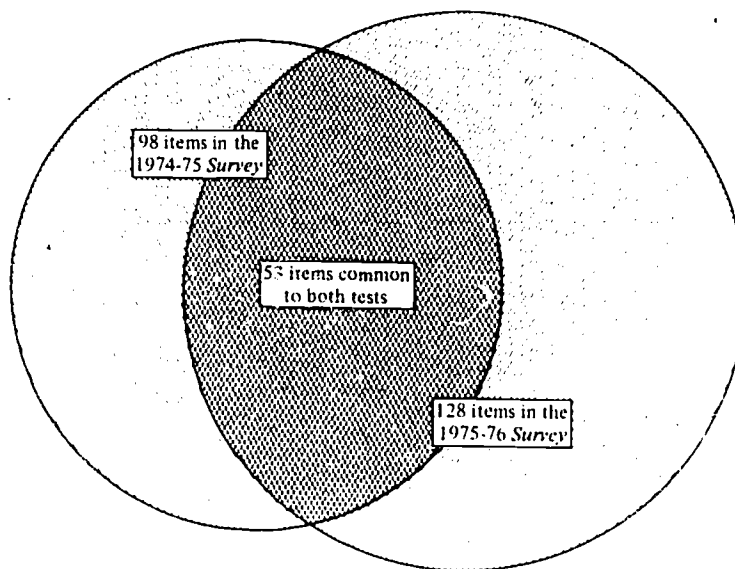 98 items in the
1974-75 Survey
53 items common
to both tests
128 items in the
1975-76 Survey